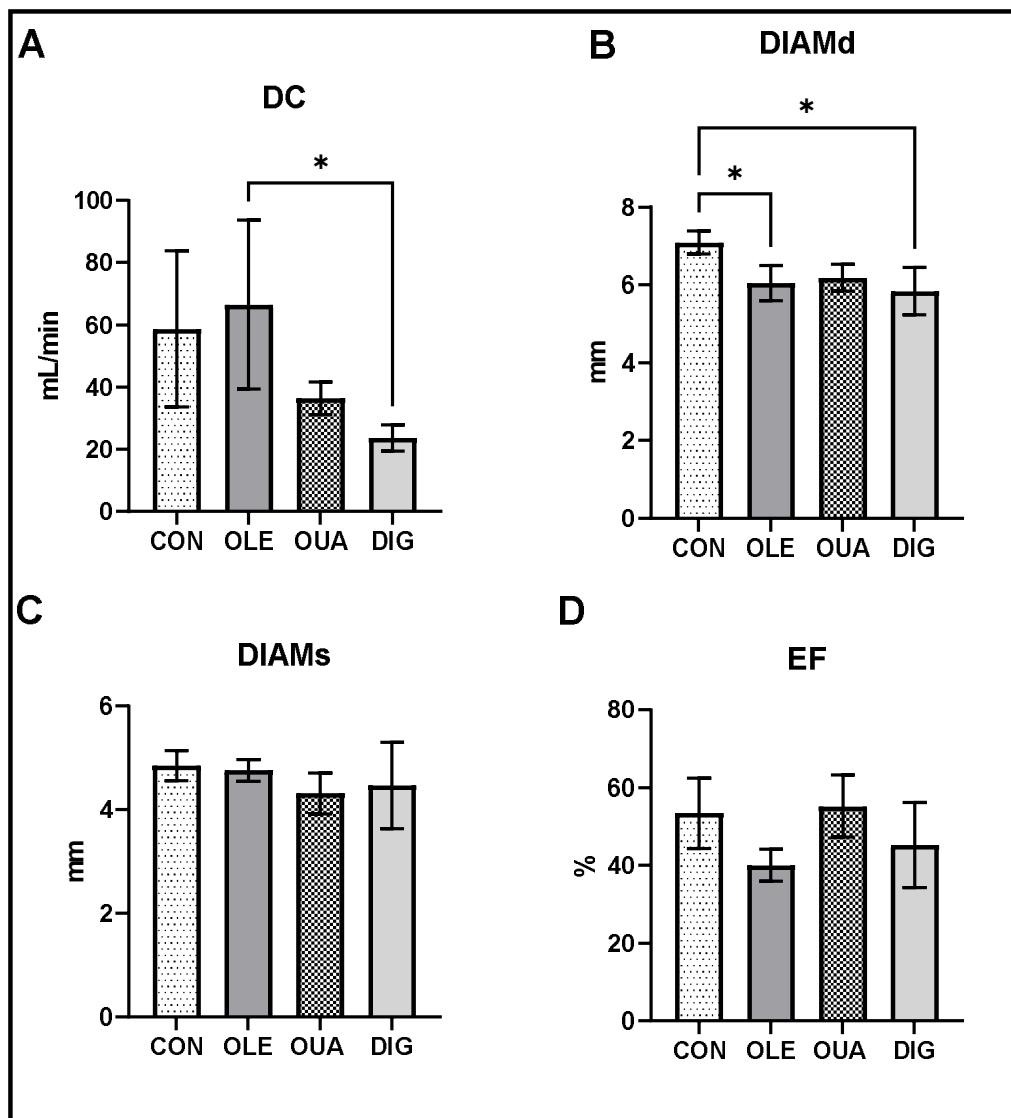 A
DC
*
mL/min
100
80
60
40
20
0
CON OLE OUA DIG
B
DIAMd
*
*
mm
8
6
4
2
0
CON OLE OUA DIG
C
DIAMs
mm
6
4
2
0
CON OLE OUA DIG
D
EF
%
80
60
40
20
0
CON OLE OUA DIG